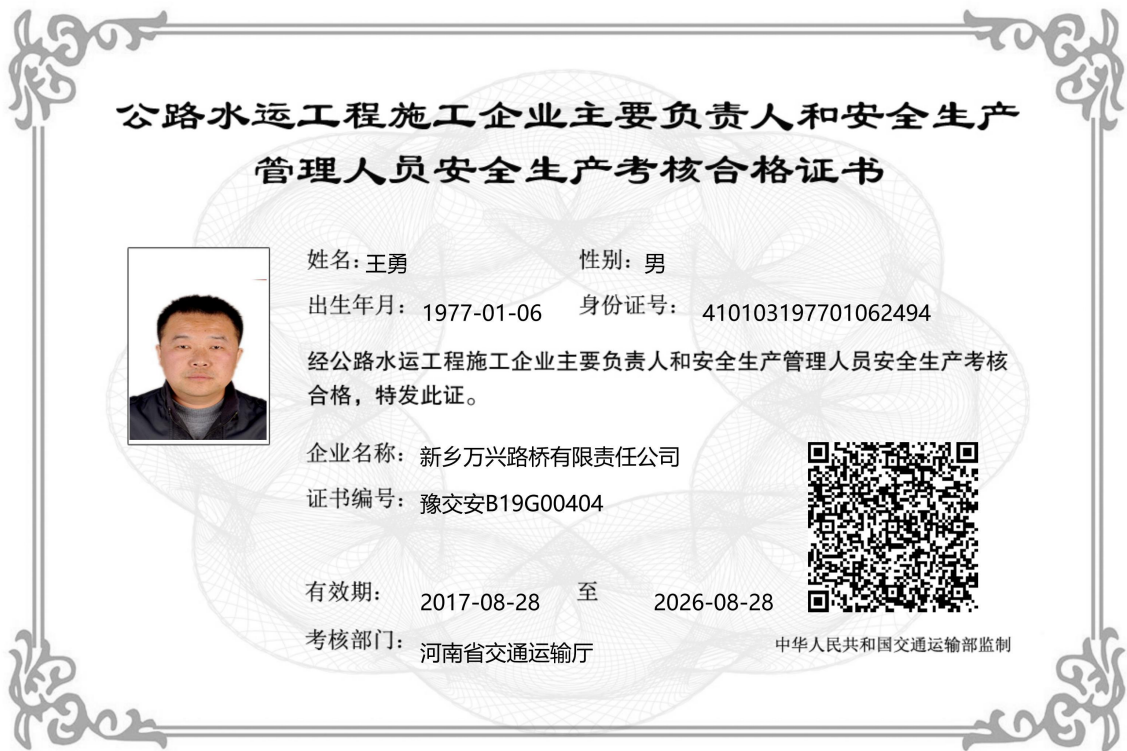 公路水运工程施工企业主要负责人和安全生产
管理人员安全生产考核合格证书
姓名：王勇 性别：男
出生年月：1977-01-06 身份证号：410103197701062494
经公路水运工程施工企业主要负责人和安全生产管理人员安全生产考核
合格，特发此证。
企业名称：新乡万兴路桥有限责任公司
证书编号：豫交安B19G00404
有效期：2017-08-28 至 2026-08-28
考核部门：河南省交通运输厅
中华人民共和国交通运输部监制